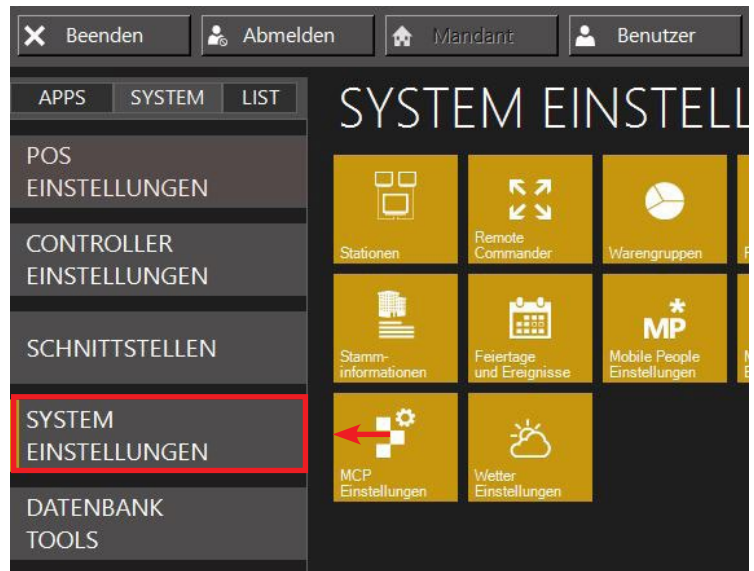 Beenden
Abmelden
Mandant
Benutzer
APPS SYSTEM LIST
SYSTEM EINSTELL
POS
EINSTELLUNGEN
CONTROLLER
EINSTELLUNGEN
SCHNITTSTELLEN
SYSTEM
EINSTELLUNGEN
DATENBANK
TOOLS
Stationen
Remote
Commander
Warengruppen
Stamm-
informationen
Feiertage
und Ereignisse
MP
Mobile People
Einstellungen
MCP
Einstellungen
Wetter
Einstellungen